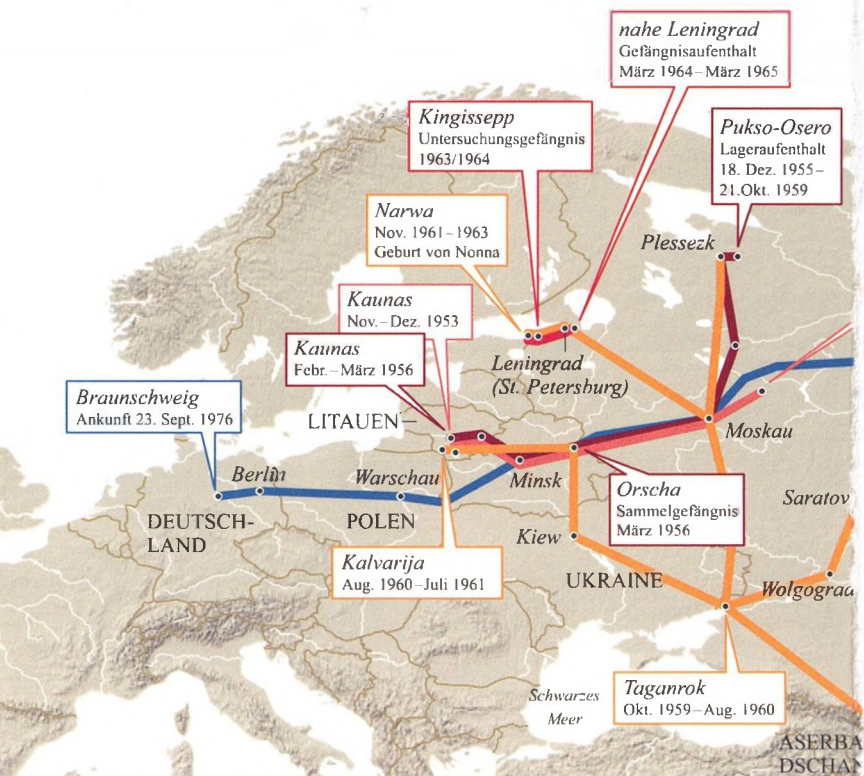 nahe Leningrad
Gefängnisaufenthalt
März 1964–März 1965
Kingissepp
Untersuchungsgefängnis
1963/1964
Pukso-Osero
Lageraufenthalt
18. Dez. 1955–
21.Okt. 1959
Narwa
Nov. 1961–1963
Geburt von Nonna
Plessezk
Kaunas
Nov.–Dez. 1953
Kaunas
Febr.–März 1956
Leningrad
(St. Petersburg)
Braunschweig
Ankunft 23. Sept. 1976
LITAUEN
Moskau
Berlin
Warschau
Minsk
Orscha
Sammelgefängnis
März 1956
Saratov
DEUTSCH-
LAND
POLEN
Kiew
Kalvarija
Aug. 1960–Juli 1961
UKRAINE
Wolgograd
Taganrok
Okt. 1959–Aug. 1960
Schwarzes
Meer
ASERBA
DSCHAN